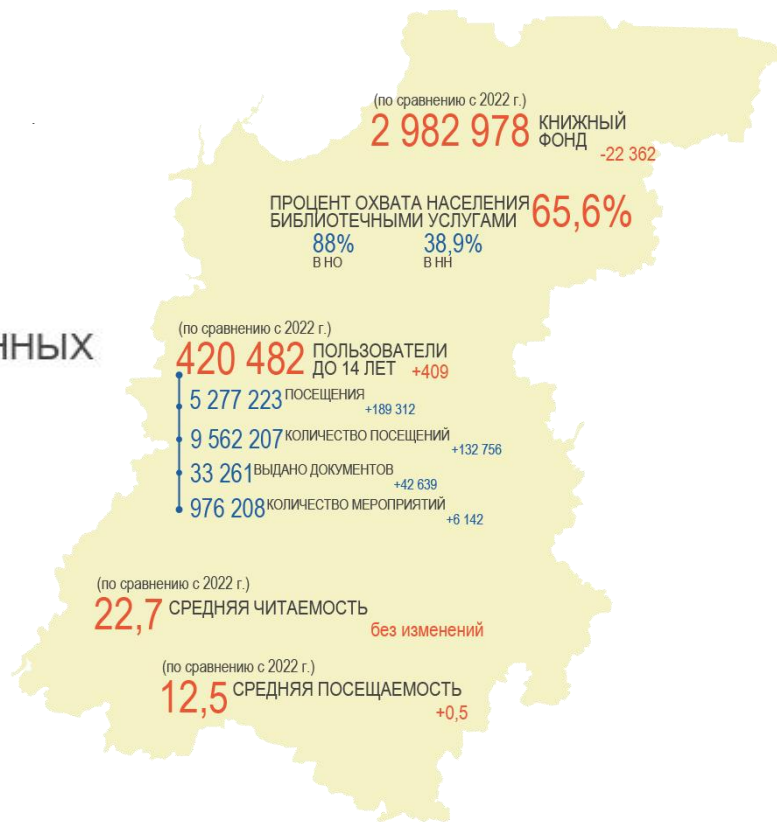 (по сравнению с 2022 г.)
2 982 978 КНИЖНЫЙ
ФОНД
-22 362
ПРОЦЕНТ ОХВАТА НАСЕЛЕНИЯ
БИБЛИОТЕЧНЫМИ УСЛУГАМИ 65,6%
88% 38,9%
В НО В НН
ННЫХ
(по сравнению с 2022 г.)
420 482 ПОЛЬЗОВАТЕЛИ
ДО 14 ЛЕТ +409
5 277 223 ПОСЕЩЕНИЯ
+189 312
9 562 207 КОЛИЧЕСТВО ПОСЕЩЕНИЙ
+132 756
33 261 ВЫДАНО ДОКУМЕНТОВ
+42 639
976 208 КОЛИЧЕСТВО МЕРОПРИЯТИЙ
+6 142
(по сравнению с 2022 г.)
22,7 СРЕДНЯЯ ЧИТАЕМОСТЬ
без изменений
(по сравнению с 2022 г.)
12,5 СРЕДНЯЯ ПОСЕЩАЕМОСТЬ
+0,5